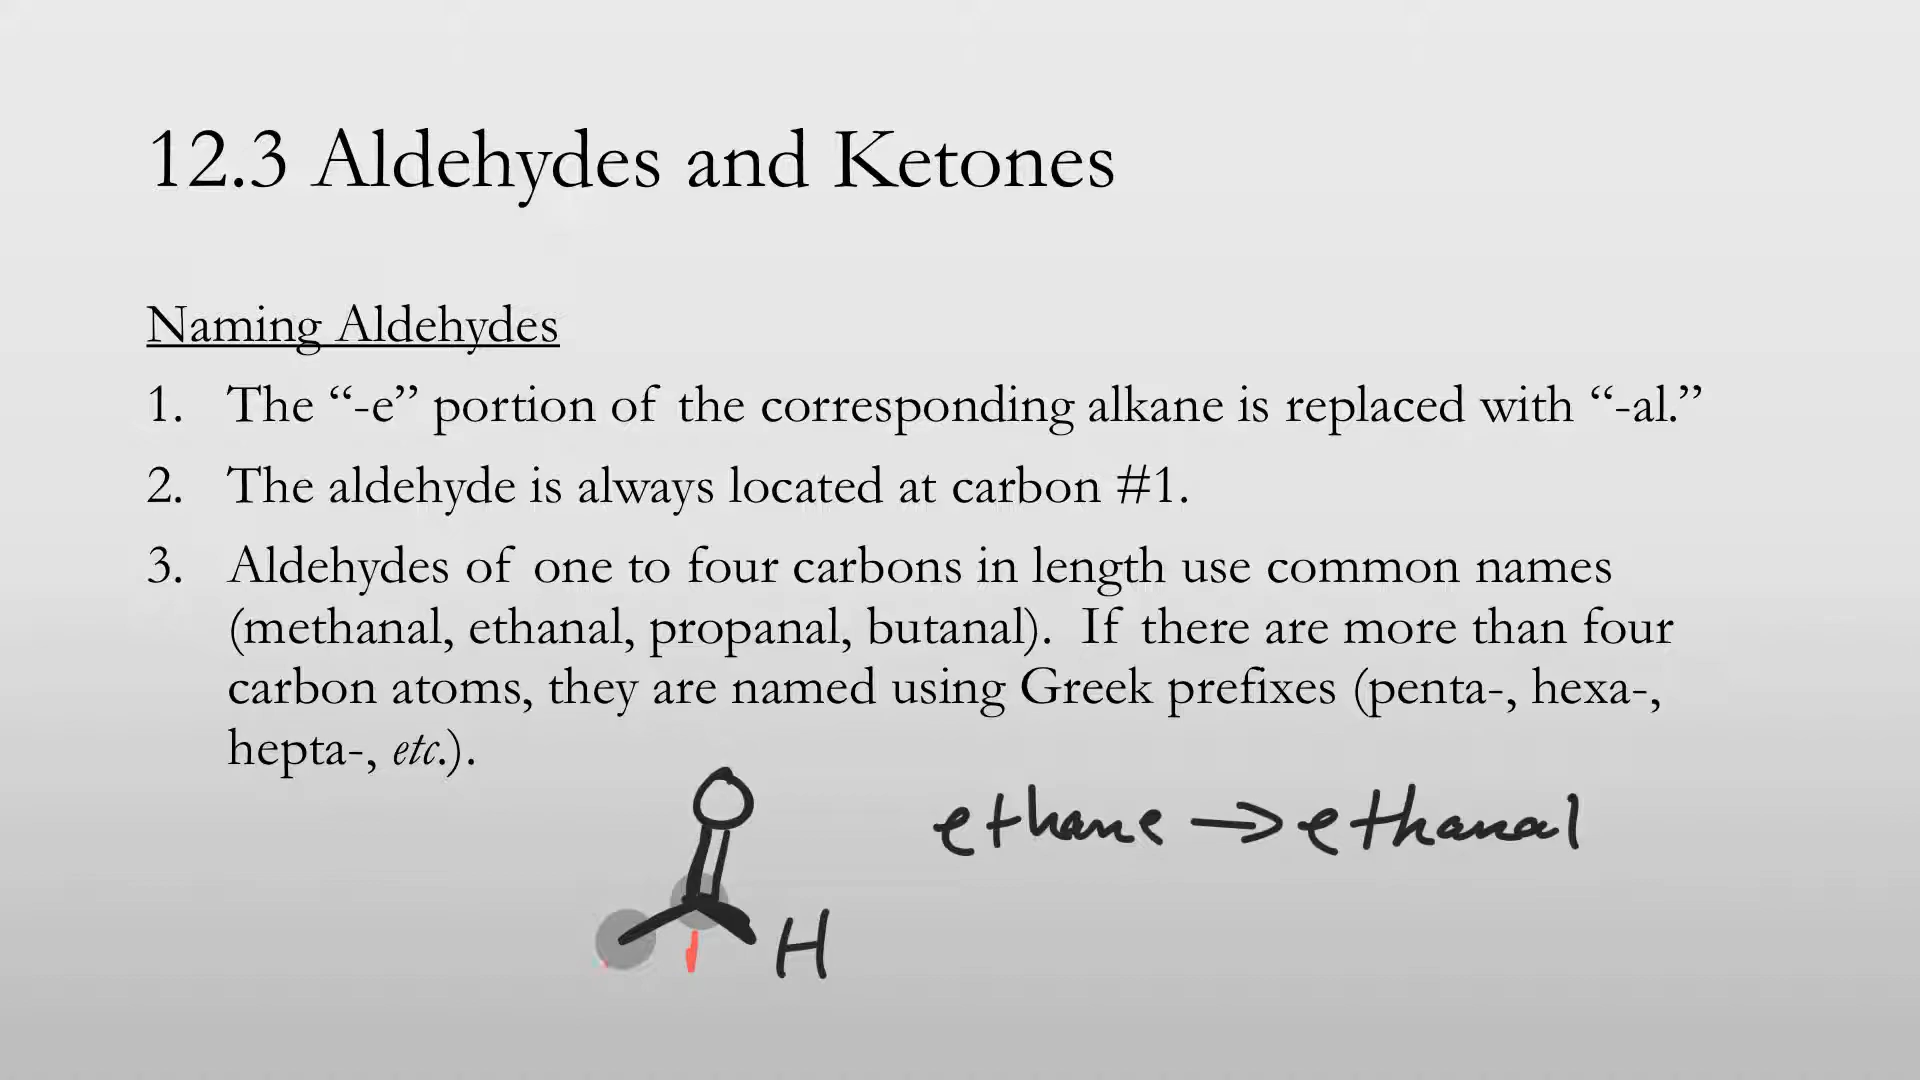 12.3 Aldehydes and Ketones
Naming Aldehydes
1. The “-e” portion of the corresponding alkane is replaced with “-al.”
2. The aldehyde is always located at carbon #1.
3. Aldehydes of one to four carbons in length use common names
(methanal, ethanal, propanal, butanal). If there are more than four
carbon atoms, they are named using Greek prefixes (penta-, hexa-,
hepta-, etc.).
O
ethane → ethanal
H
1